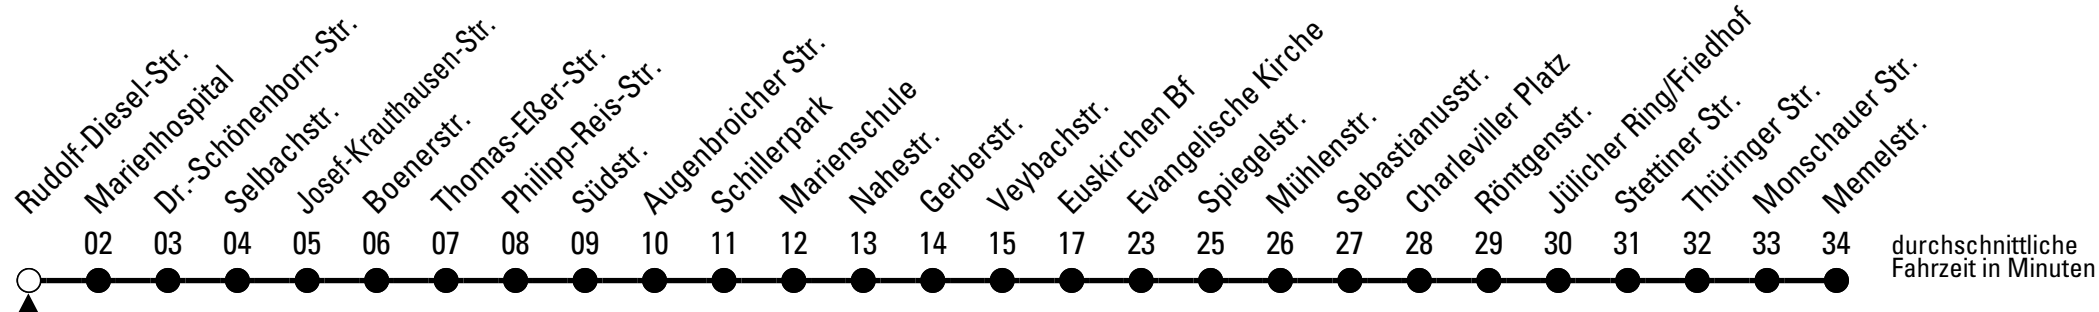 Rudolf-Diesel-Str.
Marienhospital
Dr.-Schönenborn-Str.
Selbachstr.
Josef-Krauthausen-Str.
Boenerstr.
Thomas-Eßer-Str.
Philipp-Reis-Str.
Südstr.
Augenbroicher Str.
Schillerpark
Marienschule
Nahestr.
Gerberstr.
Veybachstr.
Euskirchen Bf
Evangelische Kirche
Spiegelstr.
Mühlenstr.
Sebastianusstr.
Charleviller Platz
Röntgenstr.
Jülicher Ring/Friedhof
Stettiner Str.
Thüringer Str.
Monschauer Str.
Memelstr.
02 03 04 05 06 07 08 09 10 11 12 13 14 15 17 23 25 26 27 28 29 30 31 32 33 34
durchschnittliche
Fahrzeit in Minuten